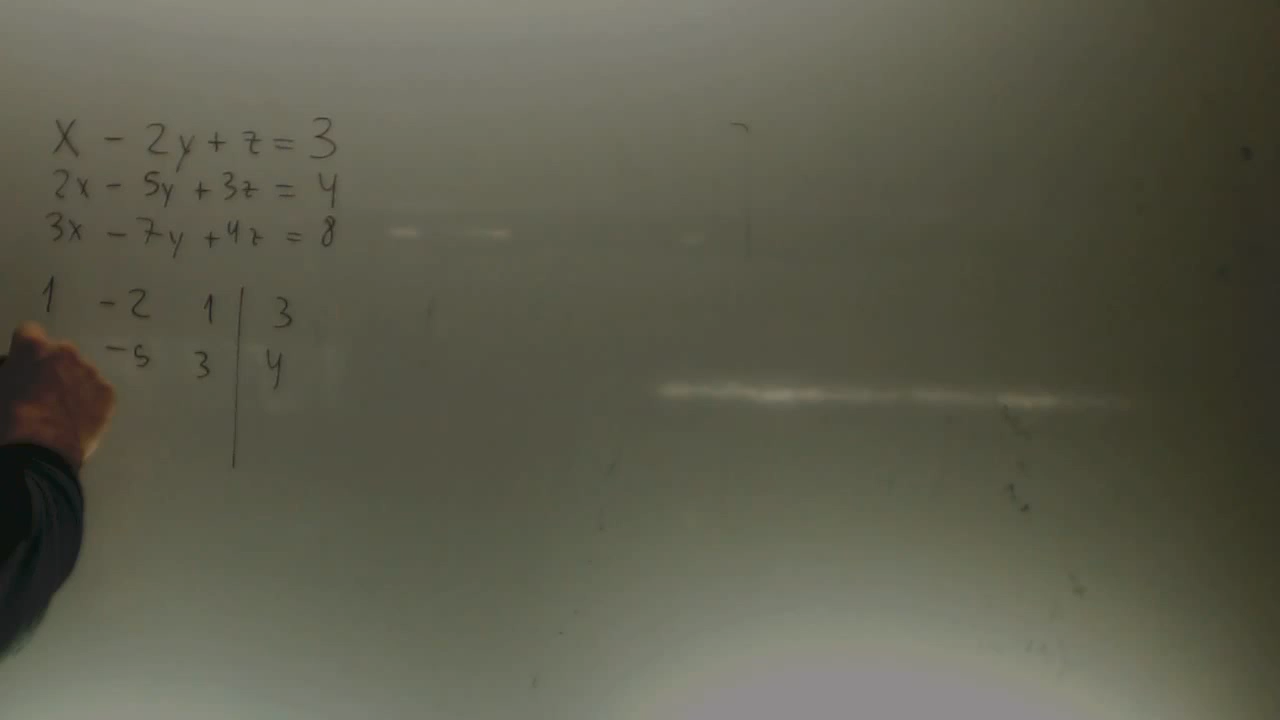 x - 2y + z = 3
2x - 5y + 3z = 4
3x - 7y + 4z = 8
1 -2 1 | 3
-5 3 | 4